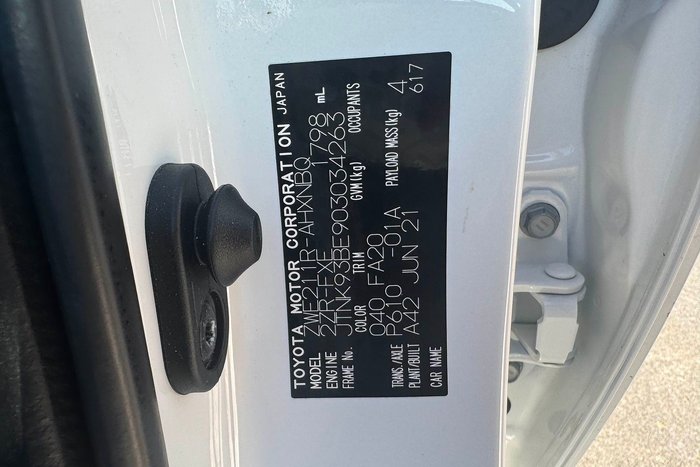 TOYOTA MOTOR CORPORATION JAPAN
MODEL ZWE211R-AHXNBQ
ENGINE 2ZR-FXE 1798 mL
FRAME No. JTNK93BE903034263
COLOR TRIM GVM(kg) OCCUPANTS
040 FA20 4
TRANS./AXLE P610 -01A PAYLOAD MASS(kg)
PLANT/BUILT A42 JUN 21 617
CAR NAME